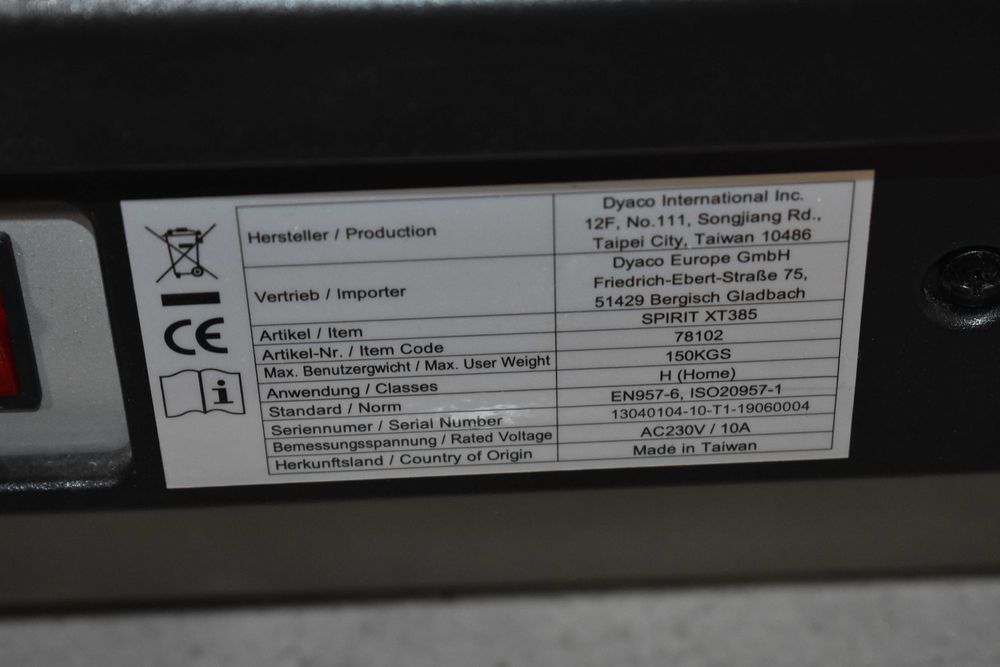 Hersteller / Production
Dyaco International Inc.
12F, No.111, Songjiang Rd.,
Taipei City, Taiwan 10486
Vertrieb / Importer
Dyaco Europe GmbH
Friedrich-Ebert-Straße 75,
51429 Bergisch Gladbach
Artikel / Item
SPIRIT XT385
Artikel-Nr. / Item Code
78102
Max. Benutzergwicht / Max. User Weight
150KGS
Anwendung / Classes
H (Home)
Standard / Norm
EN957-6, ISO20957-1
Seriennumer / Serial Number
13040104-10-T1-19060004
Bemessungsspannung / Rated Voltage
AC230V / 10A
Herkunftsland / Country of Origin
Made in Taiwan
CE
i